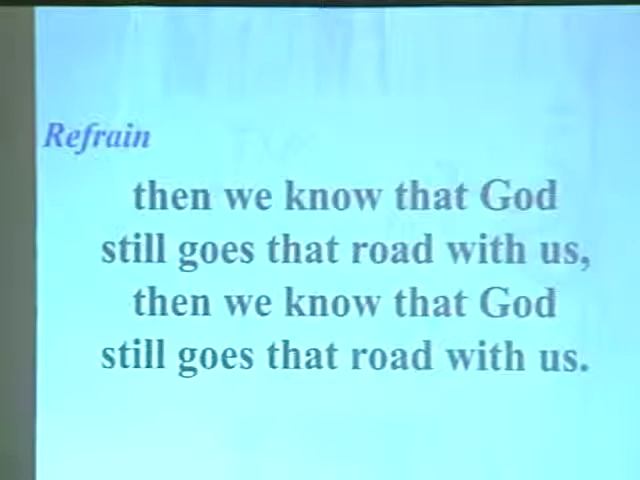 Refrain
then we know that God
still goes that road with us,
then we know that God
still goes that road with us.